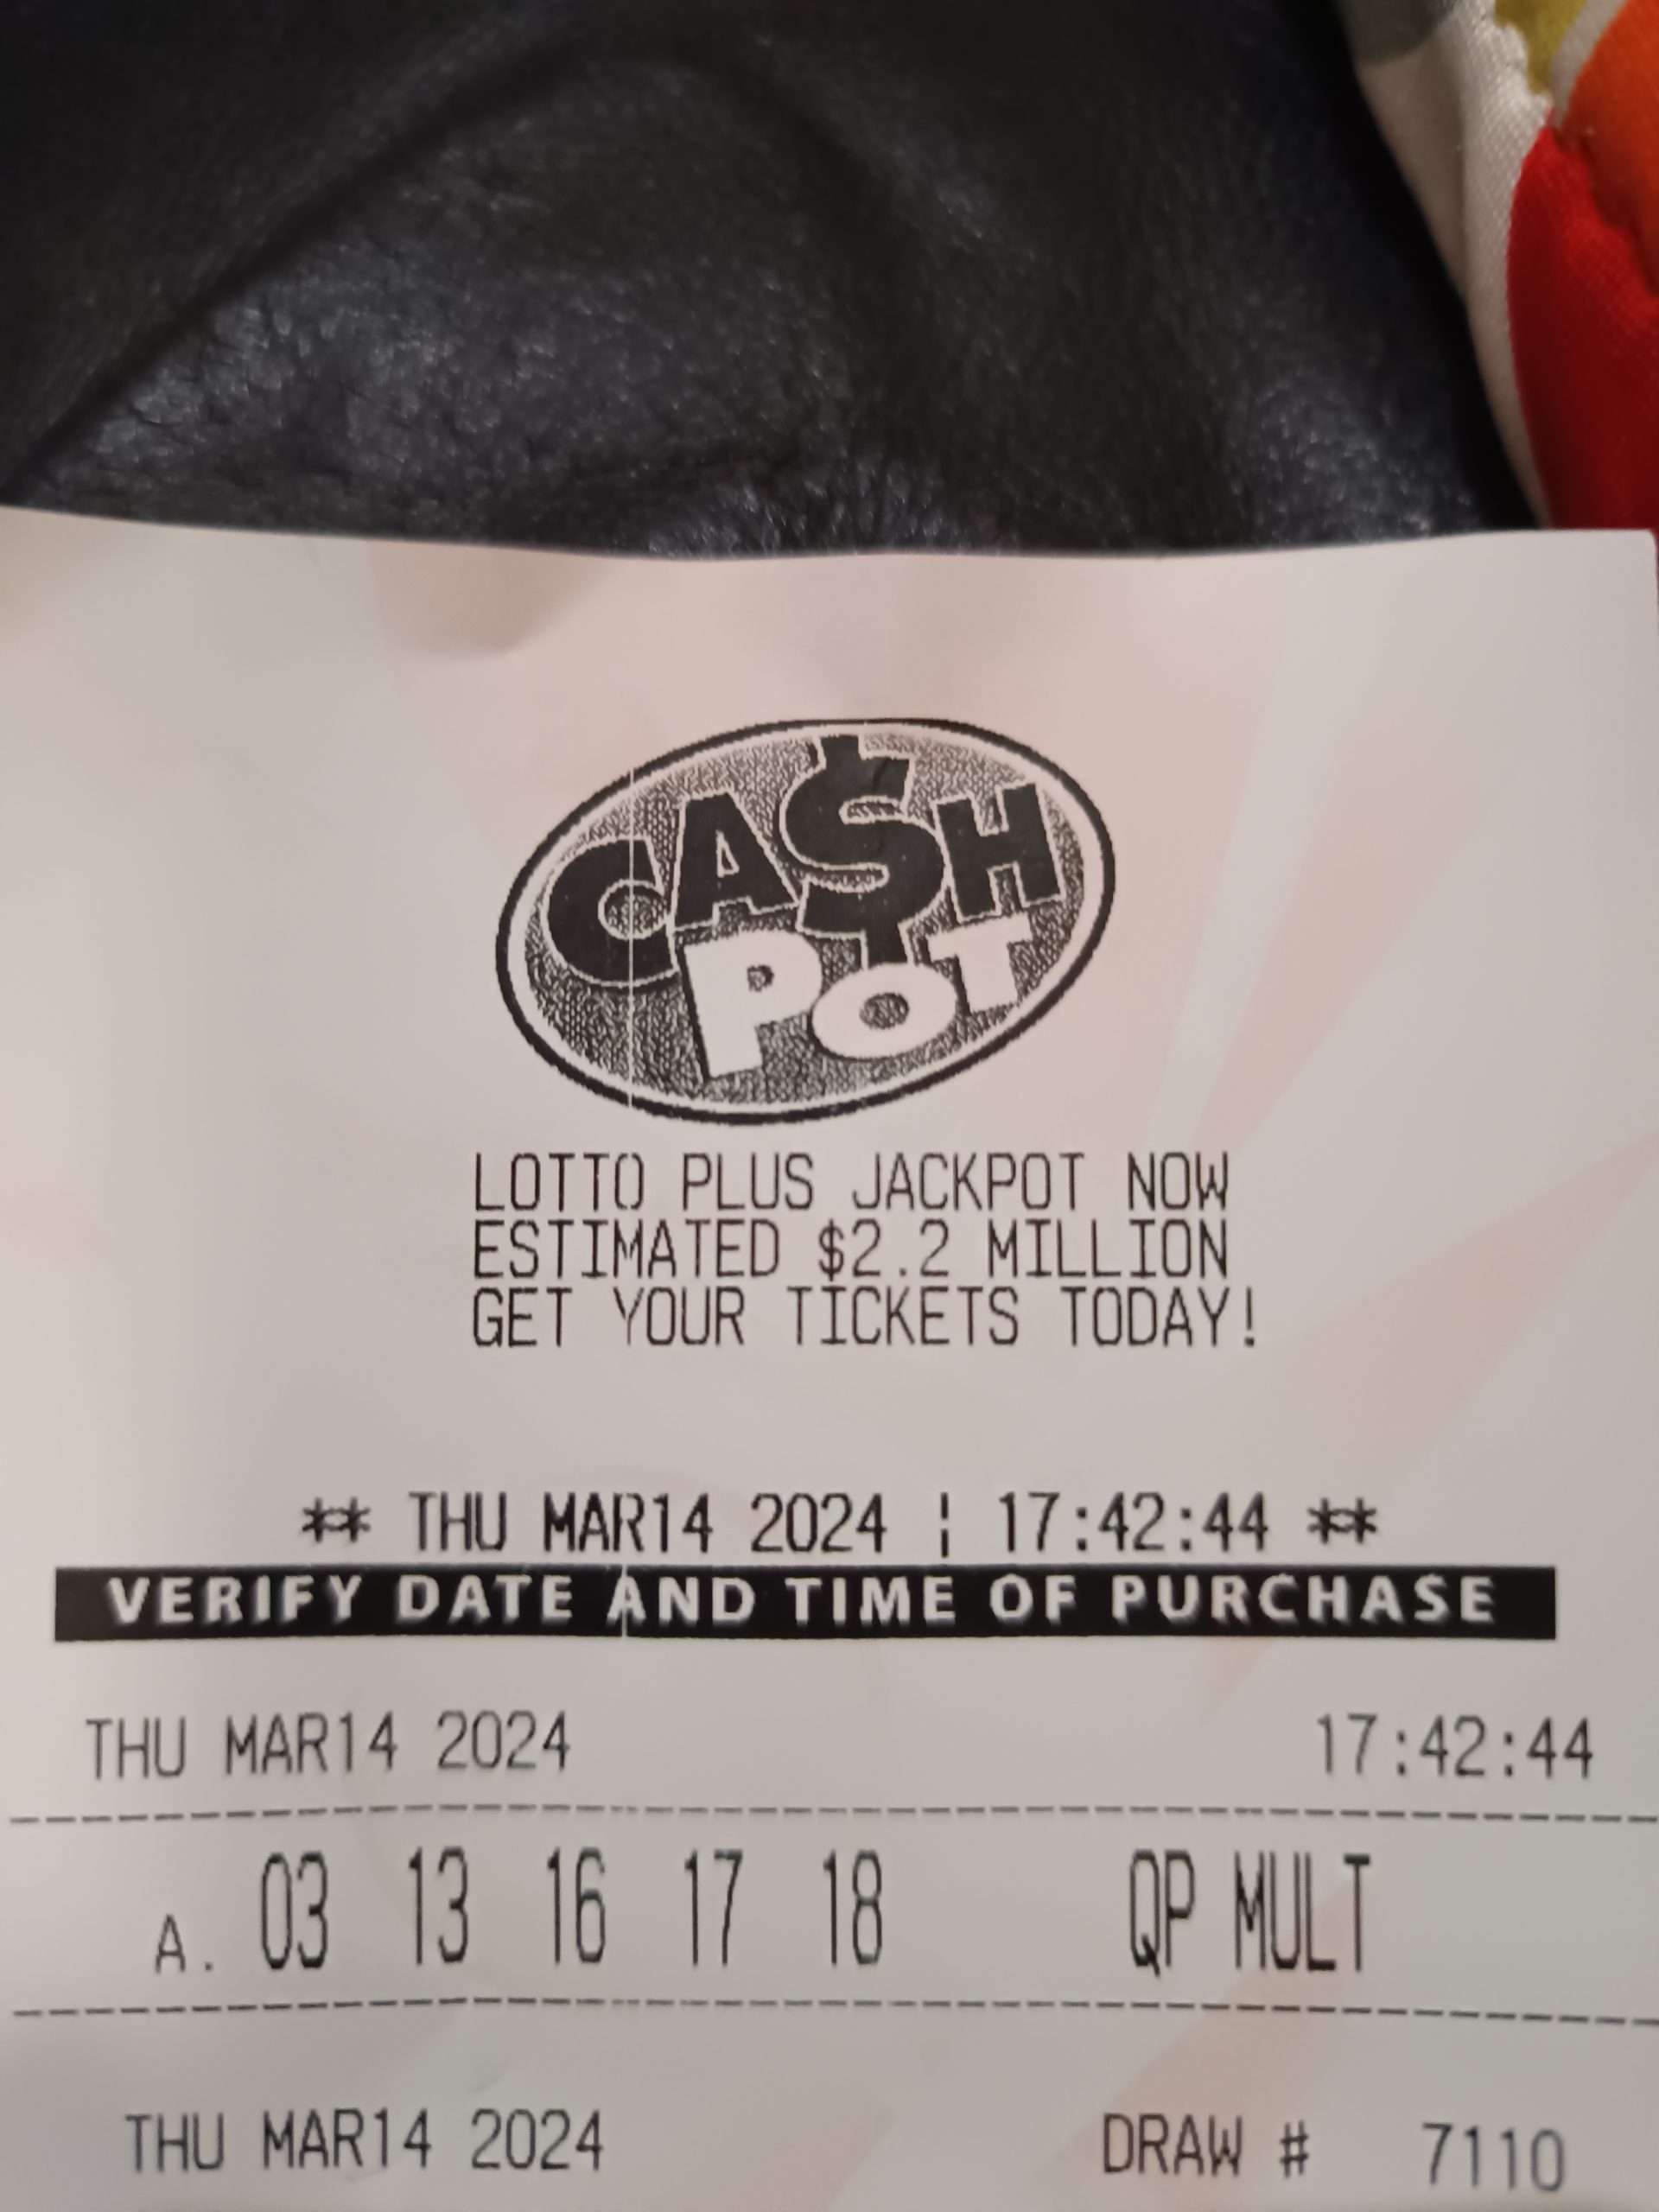 CA$H
POT
LOTTO PLUS JACKPOT NOW
ESTIMATED $2.2 MILLION
GET YOUR TICKETS TODAY!
** THU MAR14 2024 ¦ 17:42:44 **
VERIFY DATE AND TIME OF PURCHASE
THU MAR14 2024 17:42:44
A. 03 13 16 17 18 QP MULT
THU MAR14 2024 DRAW # 7110